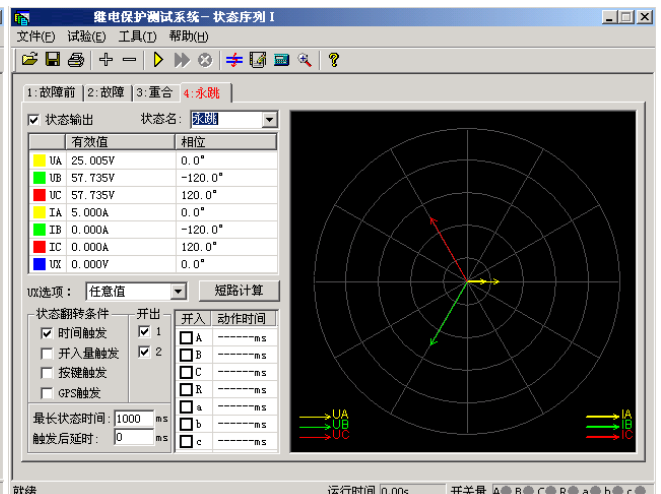 继电保护测试系统-状态序列 I
文件(F) 试验(E) 工具(T) 帮助(H)
1:故障前 2:故障 3:重合 4:永跳
状态输出 状态名: 永跳
有效值 相位
UA 25.005V 0.0°
UB 57.735V -120.0°
UC 57.735V 120.0°
IA 5.000A 0.0°
IB 0.000A -120.0°
IC 0.000A 120.0°
UX 0.000V 0.0°
UX选项: 任意值 短路计算
状态翻转条件 开出 开入 动作时间
时间触发 1 A ------ms
开入量触发 2 B ------ms
按键触发 C ------ms
GPS触发 R ------ms
a ------ms
最长状态时间: 1000 ms b ------ms
触发后延时: 0 ms c ------ms
UA IA
UB IB
UC IC
就绪 运行时间 0.00s 开关量 A B C R a b c